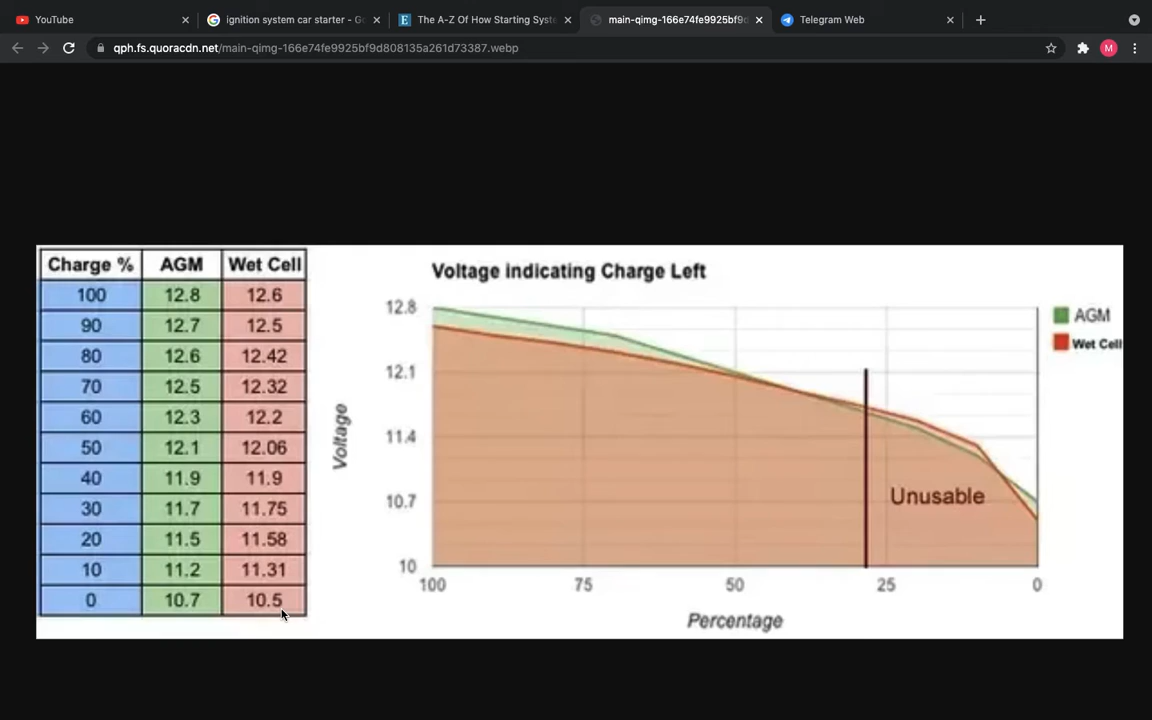 YouTube
ignition system car starter - G
The A-Z Of How Starting Syst
main-qimg-166e74fe9925bf9d
Telegram Web
qph.fs.quoracdn.net/main-qimg-166e74fe9925bf9d808135a261d73387.webp
M
Charge % AGM Wet Cell
100 12.8 12.6
90 12.7 12.5
80 12.6 12.42
70 12.5 12.32
60 12.3 12.2
50 12.1 12.06
40 11.9 11.9
30 11.7 11.75
20 11.5 11.58
10 11.2 11.31
0 10.7 10.5
Voltage indicating Charge Left
12.8
12.1
11.4
10.7
10
Voltage
100 75 50 25 0
Percentage
Unusable
AGM
Wet Cell